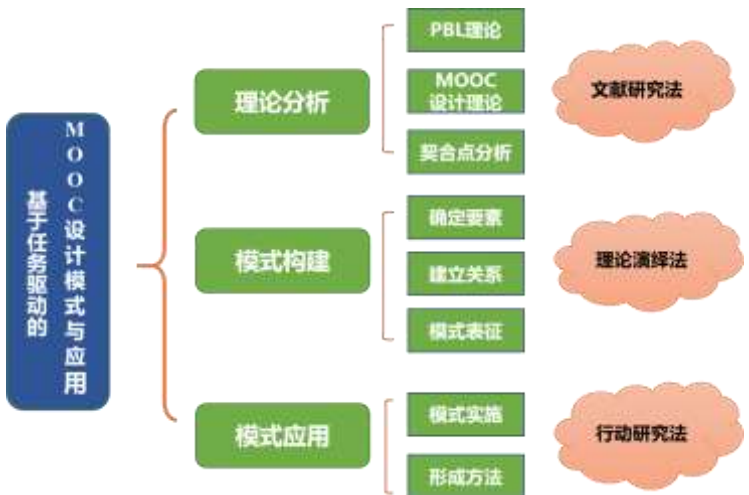 基于任务驱动的
MOOC设计模式与应用
理论分析
PBL理论
MOOC
设计理论
契合点分析
文献研究法
模式构建
确定要素
建立关系
模式表征
理论演绎法
模式应用
模式实施
形成方法
行动研究法